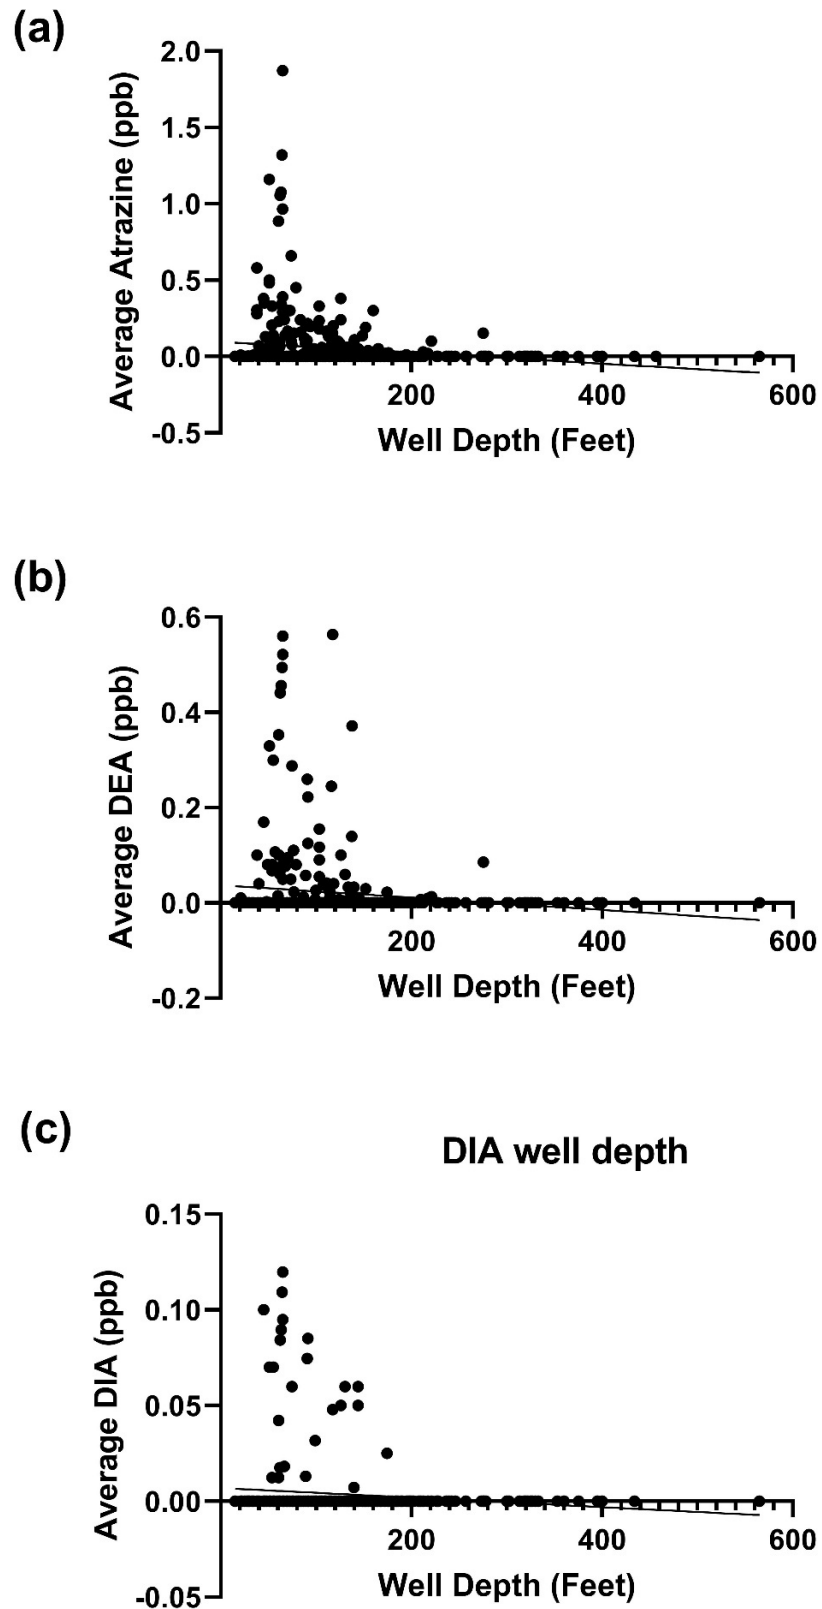 (a)
Average Atrazine (ppb)
2.0
1.5
1.0
0.5
0.0
-0.5
200
400
600
Well Depth (Feet)
(b)
Average DEA (ppb)
0.6
0.4
0.2
0.0
-0.2
200
400
600
Well Depth (Feet)
(c)
DIA well depth
Average DIA (ppb)
0.15
0.10
0.05
0.00
-0.05
200
400
600
Well Depth (Feet)